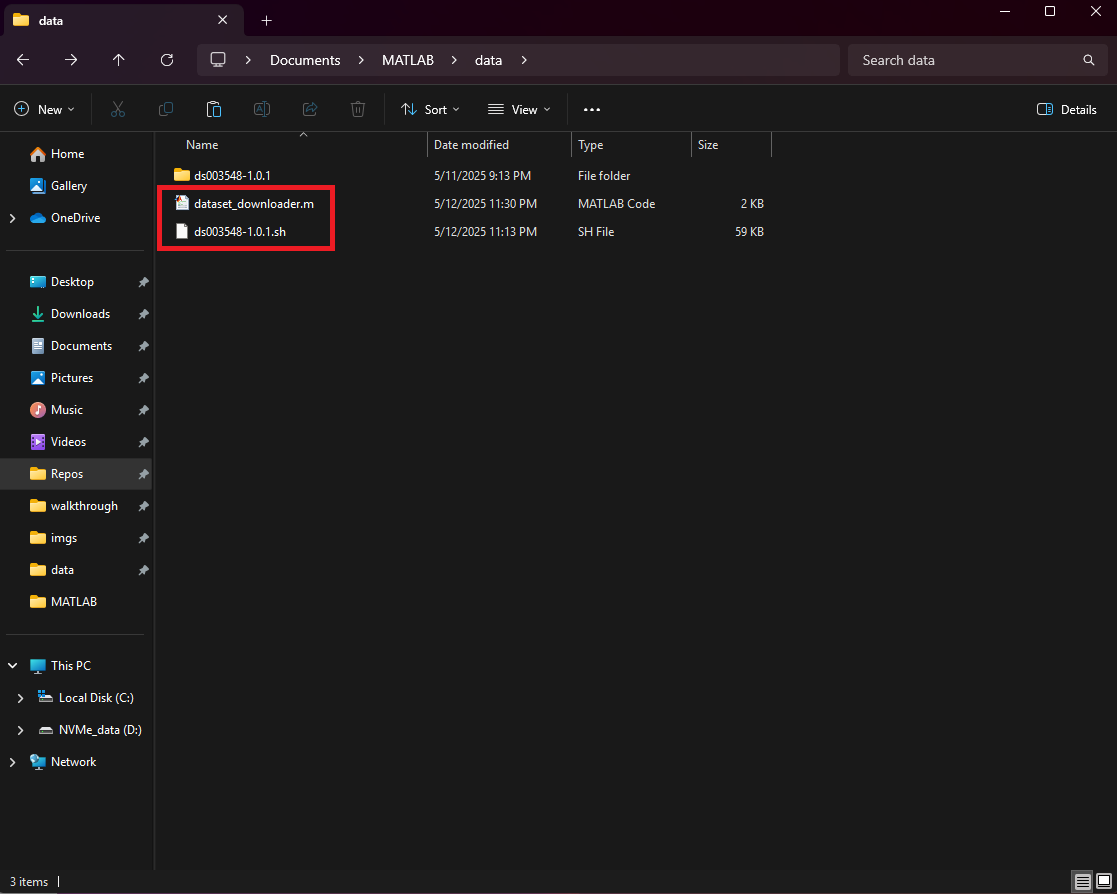 data
Documents MATLAB data
Search data
New
Sort
View
Details
Name Date modified Type Size
ds003548-1.0.1 5/11/2025 9:13 PM File folder
dataset_downloader.m 5/12/2025 11:30 PM MATLAB Code 2 KB
ds003548-1.0.1.sh 5/12/2025 11:13 PM SH File 59 KB
Home
Gallery
OneDrive
Desktop
Downloads
Documents
Pictures
Music
Videos
Repos
walkthrough
imgs
data
MATLAB
This PC
Local Disk (C:)
NVMe_data (D:)
Network
3 items